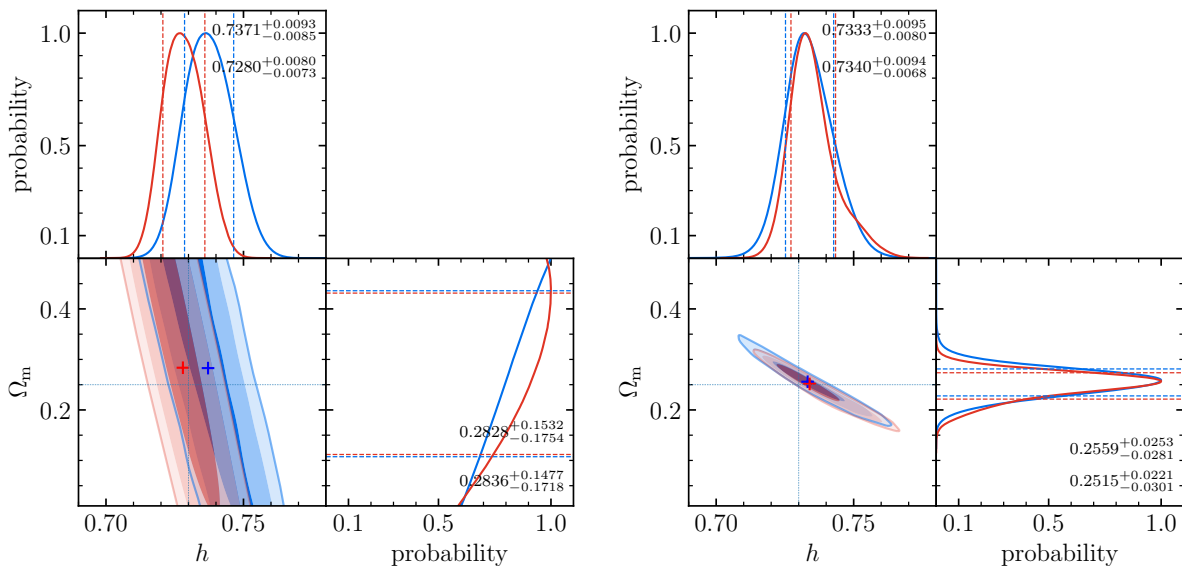 0.7371+0.0093 −0.0085
0.7280+0.0080 −0.0073
1.0
0.5
0.1
probability
0.4
0.2
Ωm
0.2828+0.1532 −0.1754
0.2836+0.1477 −0.1718
0.70 0.75
h
0.1 0.5 1.0
probability
0.7333+0.0095 −0.0080
0.7340+0.0094 −0.0068
1.0
0.5
0.1
probability
0.4
0.2
Ωm
0.2559+0.0253 −0.0281
0.2515+0.0221 −0.0301
0.70 0.75
h
0.1 0.5 1.0
probability